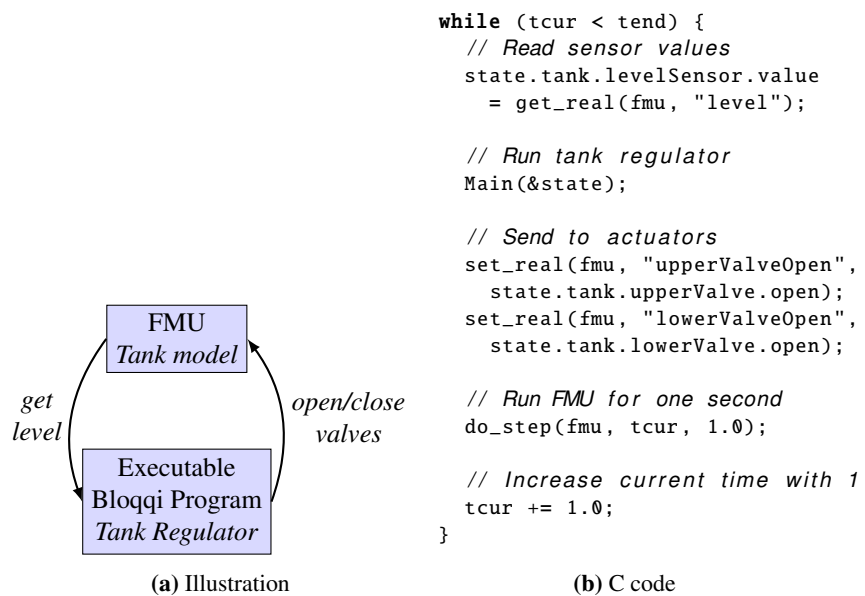 FMU
Tank model
get
level
open/close
valves
Executable
Bloqqi Program
Tank Regulator
(a) Illustration
while (tcur < tend) {
// Read sensor values
state.tank.levelSensor.value
= get_real(fmu, "level");
// Run tank regulator
Main(&state);
// Send to actuators
set_real(fmu, "upperValveOpen",
state.tank.upperValve.open);
set_real(fmu, "lowerValveOpen",
state.tank.lowerValve.open);
// Run FMU for one second
do_step(fmu, tcur, 1.0);
// Increase current time with 1
tcur += 1.0;
}
(b) C code